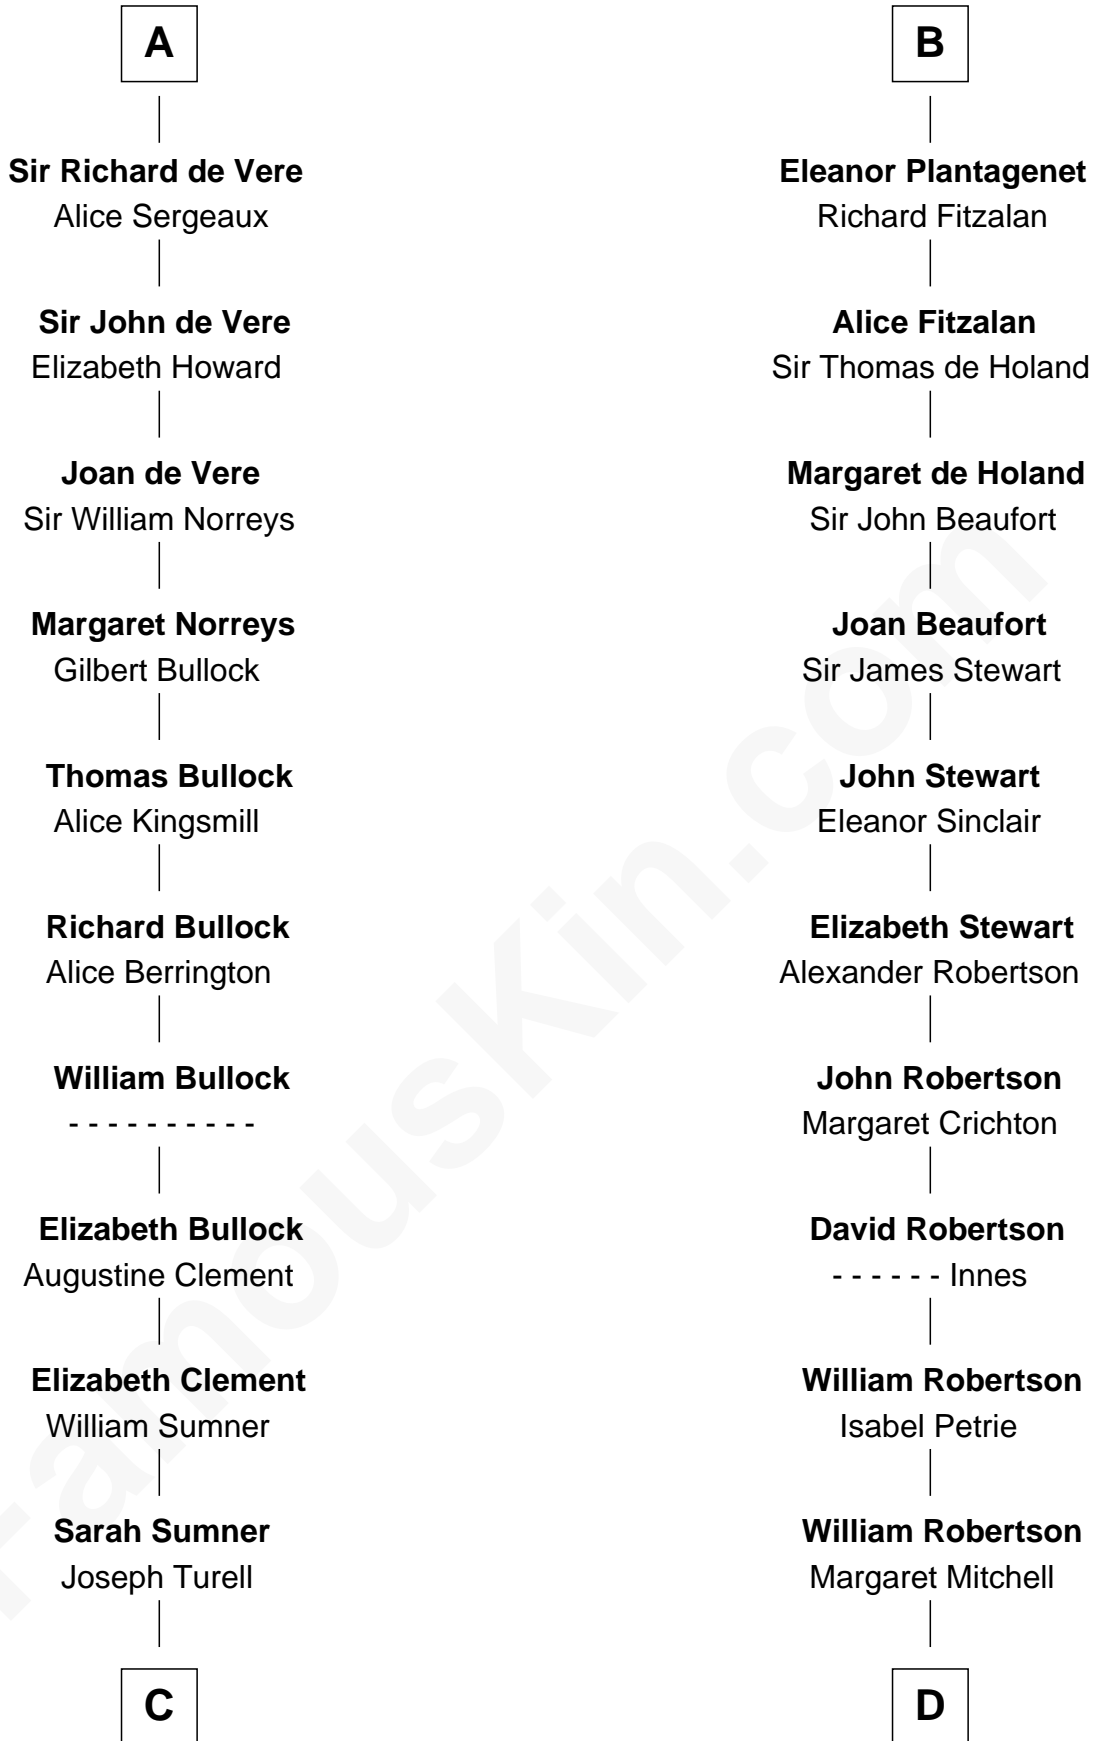 A
Sir Richard de Vere
Alice Sergeaux
Sir John de Vere
Elizabeth Howard
Joan de Vere
Sir William Norreys
Margaret Norreys
Gilbert Bullock
Thomas Bullock
Alice Kingsmill
Richard Bullock
Alice Berrington
William Bullock
- - - - - - - - - -
Elizabeth Bullock
Augustine Clement
Elizabeth Clement
William Sumner
Sarah Sumner
Joseph Turell
C
B
Eleanor Plantagenet
Richard Fitzalan
Alice Fitzalan
Sir Thomas de Holand
Margaret de Holand
Sir John Beaufort
Joan Beaufort
Sir James Stewart
John Stewart
Eleanor Sinclair
Elizabeth Stewart
Alexander Robertson
John Robertson
Margaret Crichton
David Robertson
- - - - - - Innes
William Robertson
Isabel Petrie
William Robertson
Margaret Mitchell
D
FamousKin.com